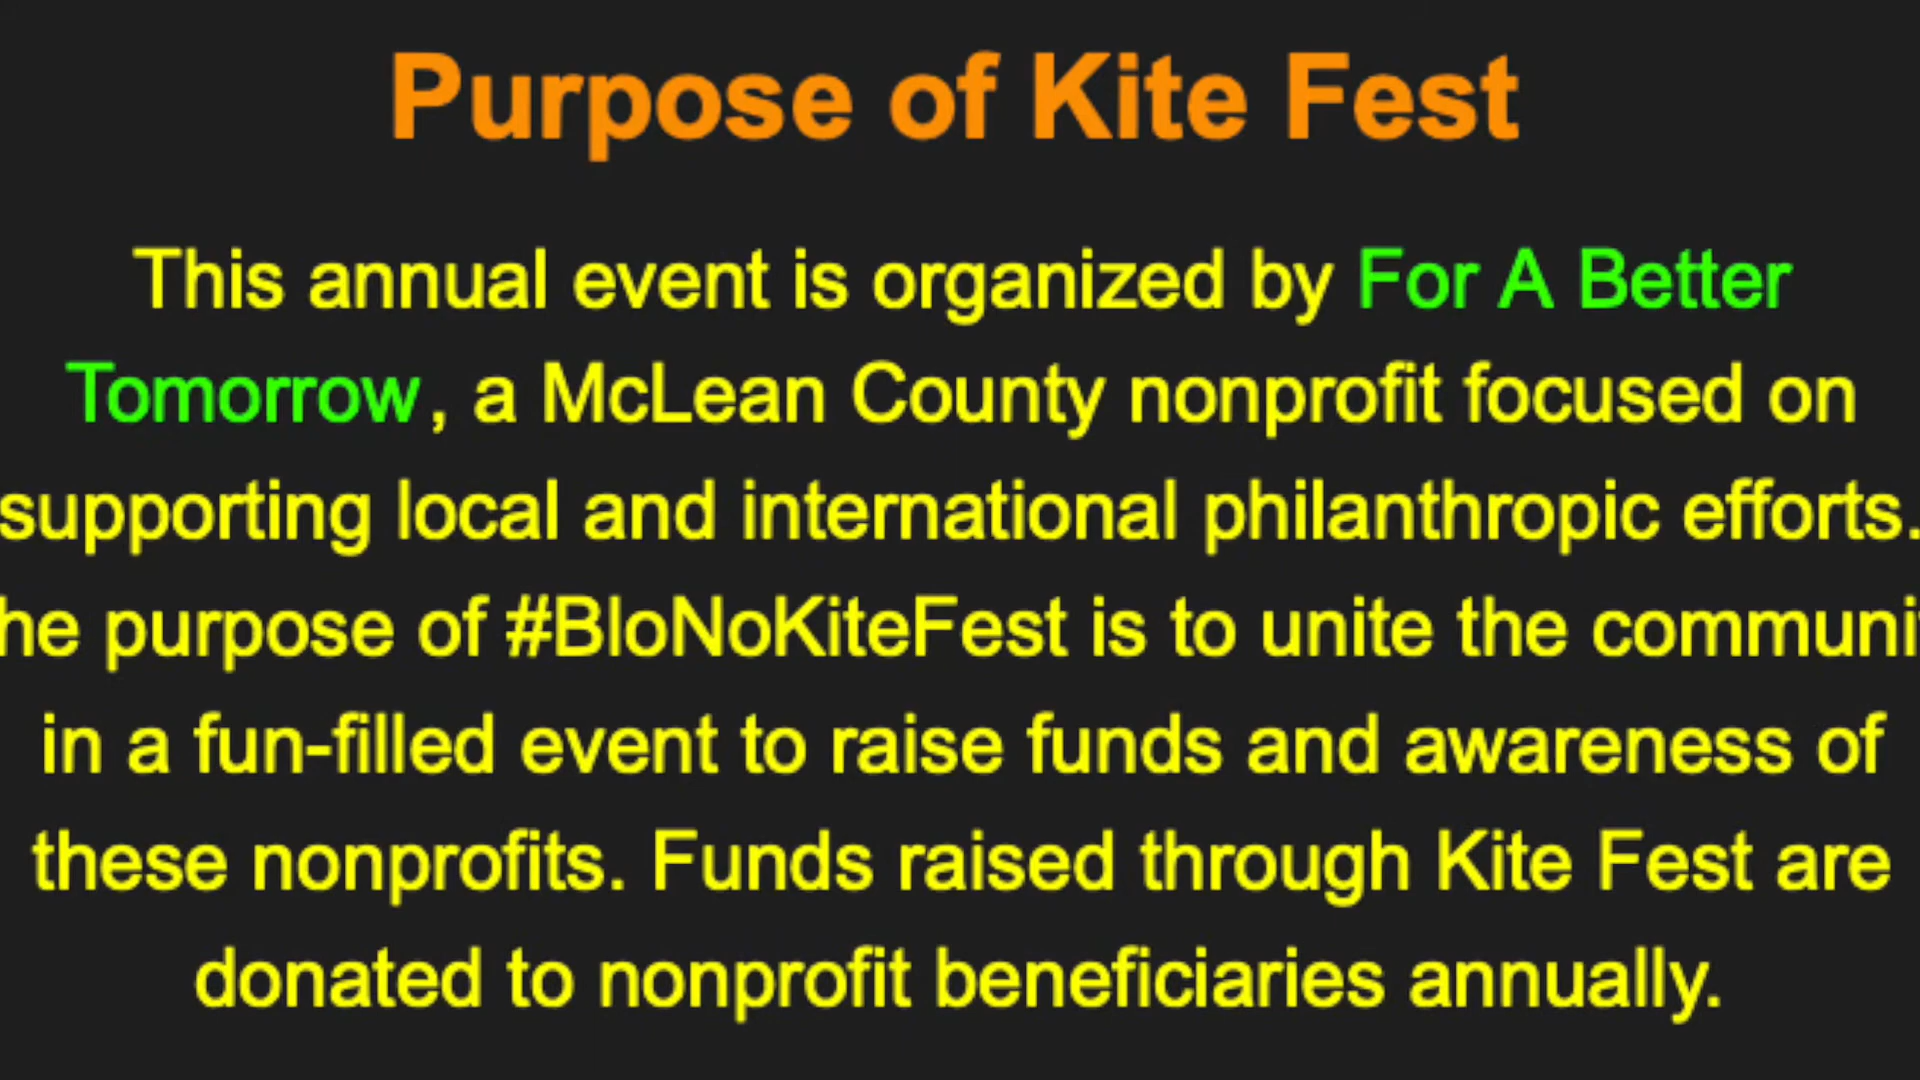 Purpose of Kite Fest
This annual event is organized by For A Better
Tomorrow, a McLean County nonprofit focused on
supporting local and international philanthropic efforts.
he purpose of #BloNoKiteFest is to unite the communi
in a fun-filled event to raise funds and awareness of
these nonprofits. Funds raised through Kite Fest are
donated to nonprofit beneficiaries annually.